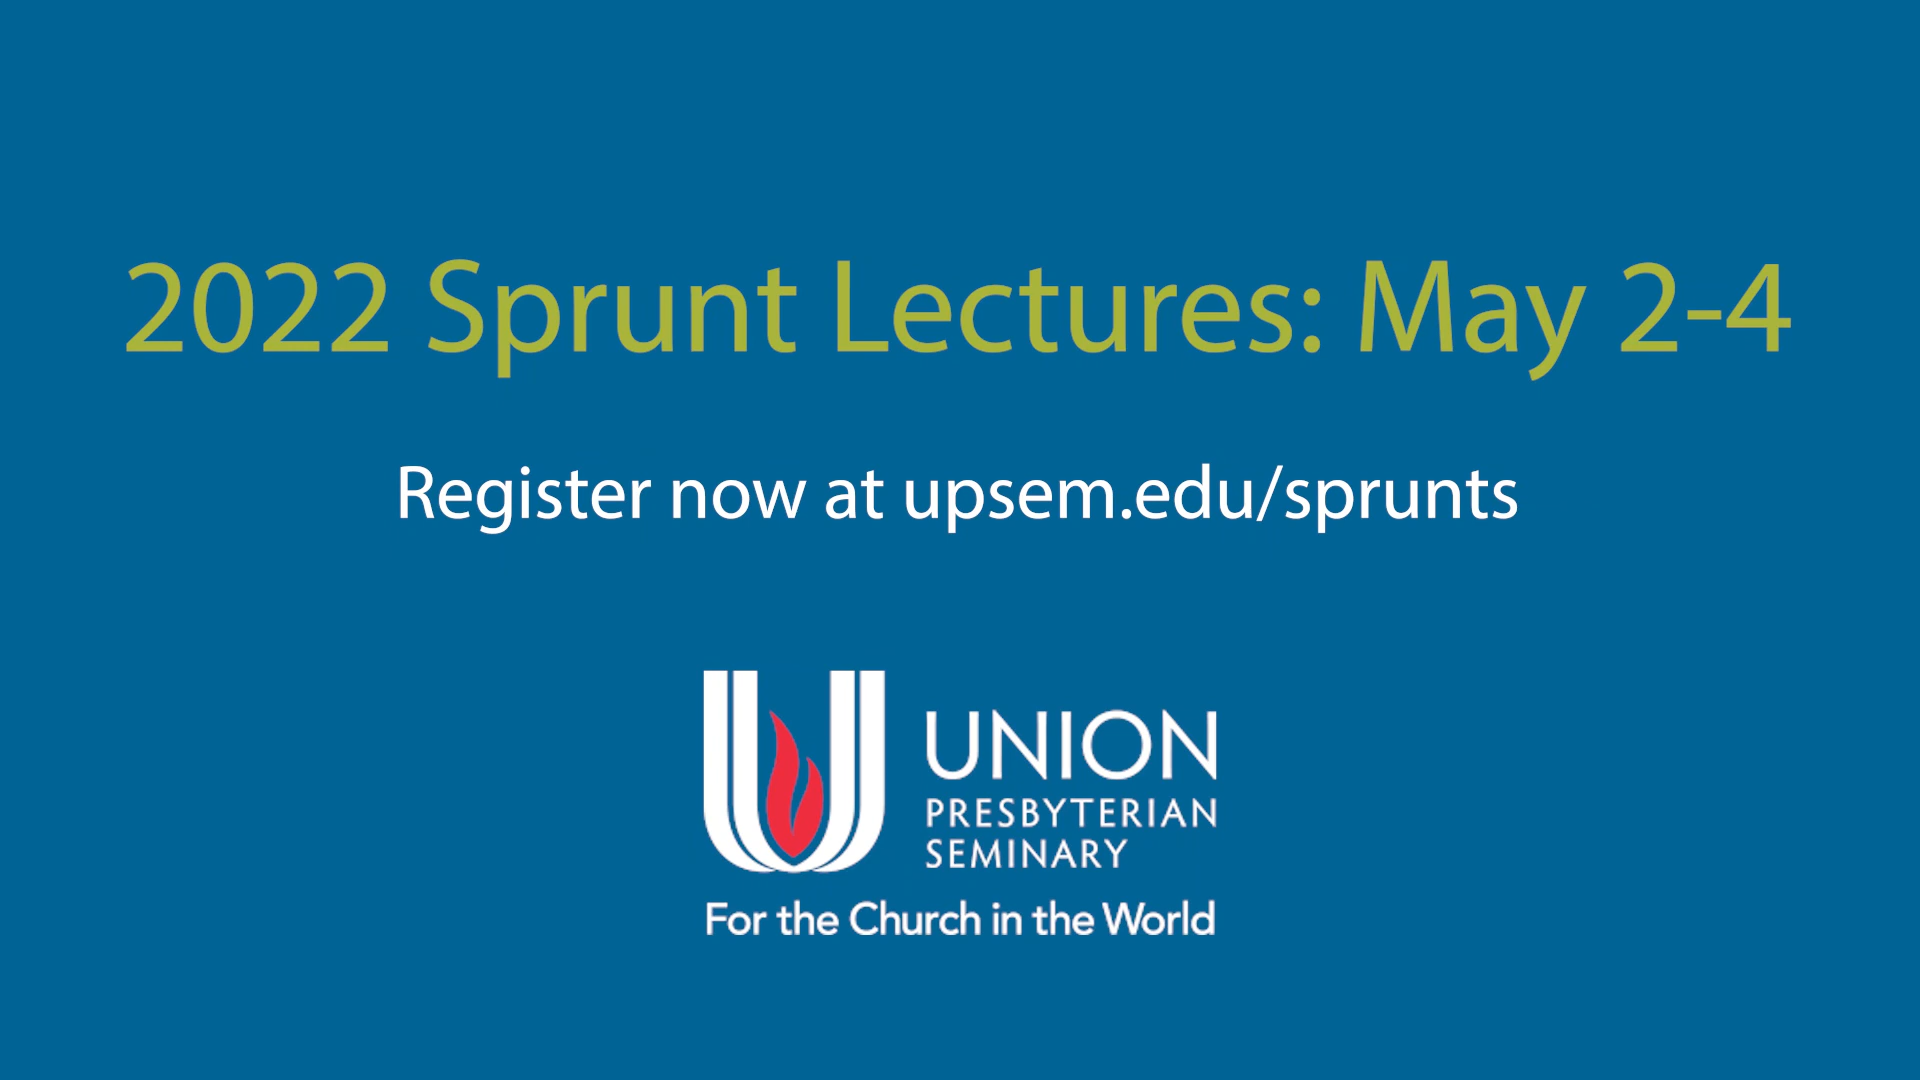 2022 Sprunt Lectures: May 2-4
Register now at upsem.edu/sprunts
UNION
PRESBYTERIAN
SEMINARY
For the Church in the World